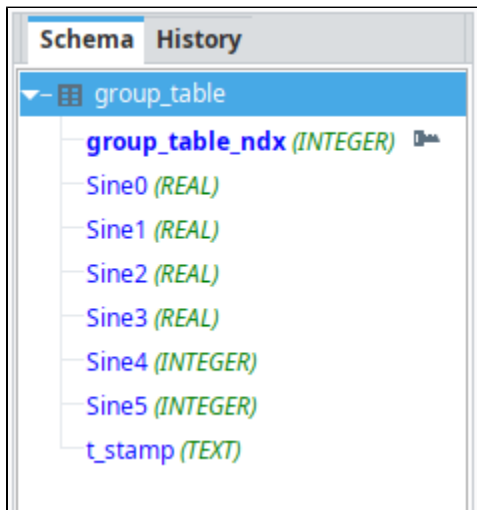 Schema History
group_table
group_table_ndx (INTEGER)
Sine0 (REAL)
Sine1 (REAL)
Sine2 (REAL)
Sine3 (REAL)
Sine4 (INTEGER)
Sine5 (INTEGER)
t_stamp (TEXT)